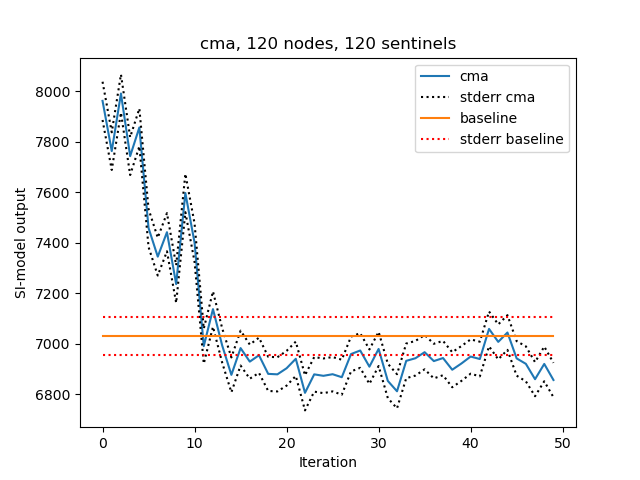 cma, 120 nodes, 120 sentinels
cma
stderr cma
baseline
stderr baseline
8000
7800
7600
7400
7200
7000
6800
SI-model output
0 10 20 30 40 50
Iteration